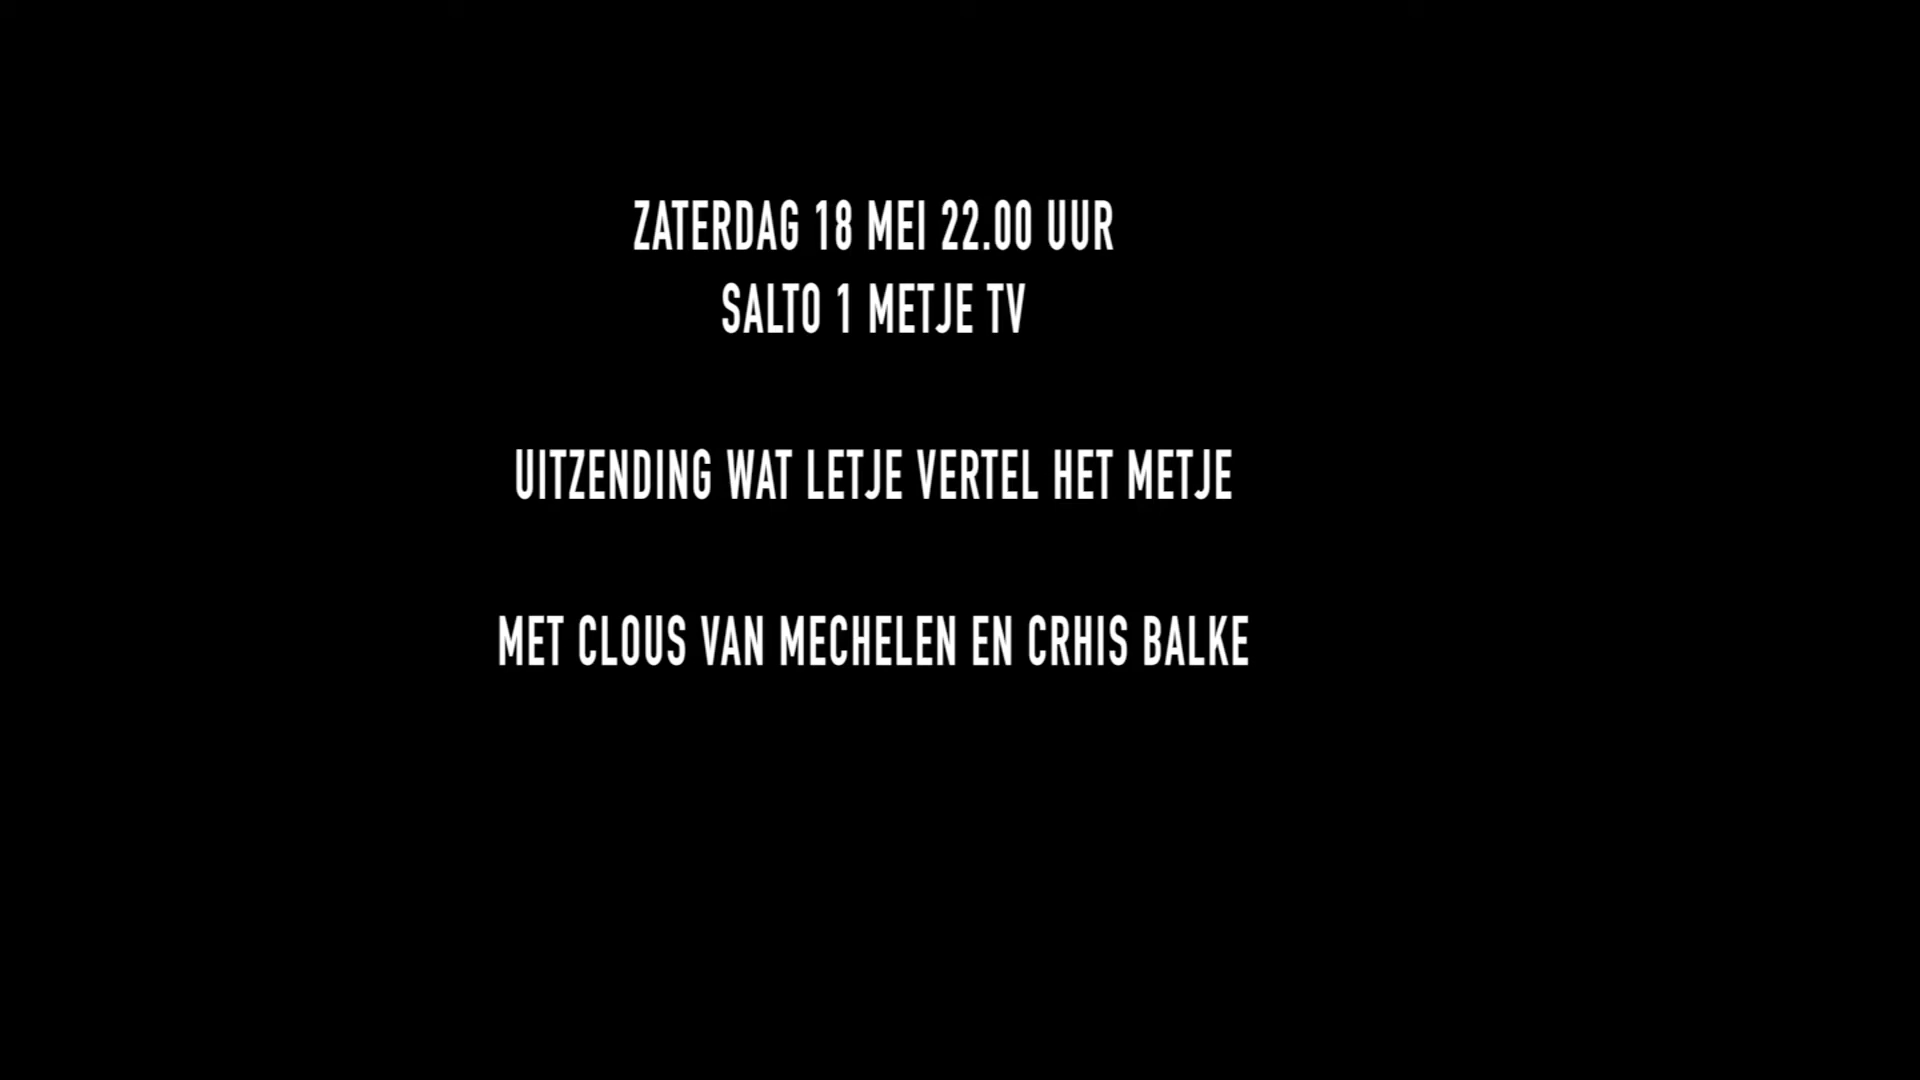 ZATERDAG 18 MEI 22.00 UUR
SALTO 1 METJE TV
UITZENDING WAT LETJE VERTEL HET METJE
MET CLOUS VAN MECHELEN EN CRHIS BALKE